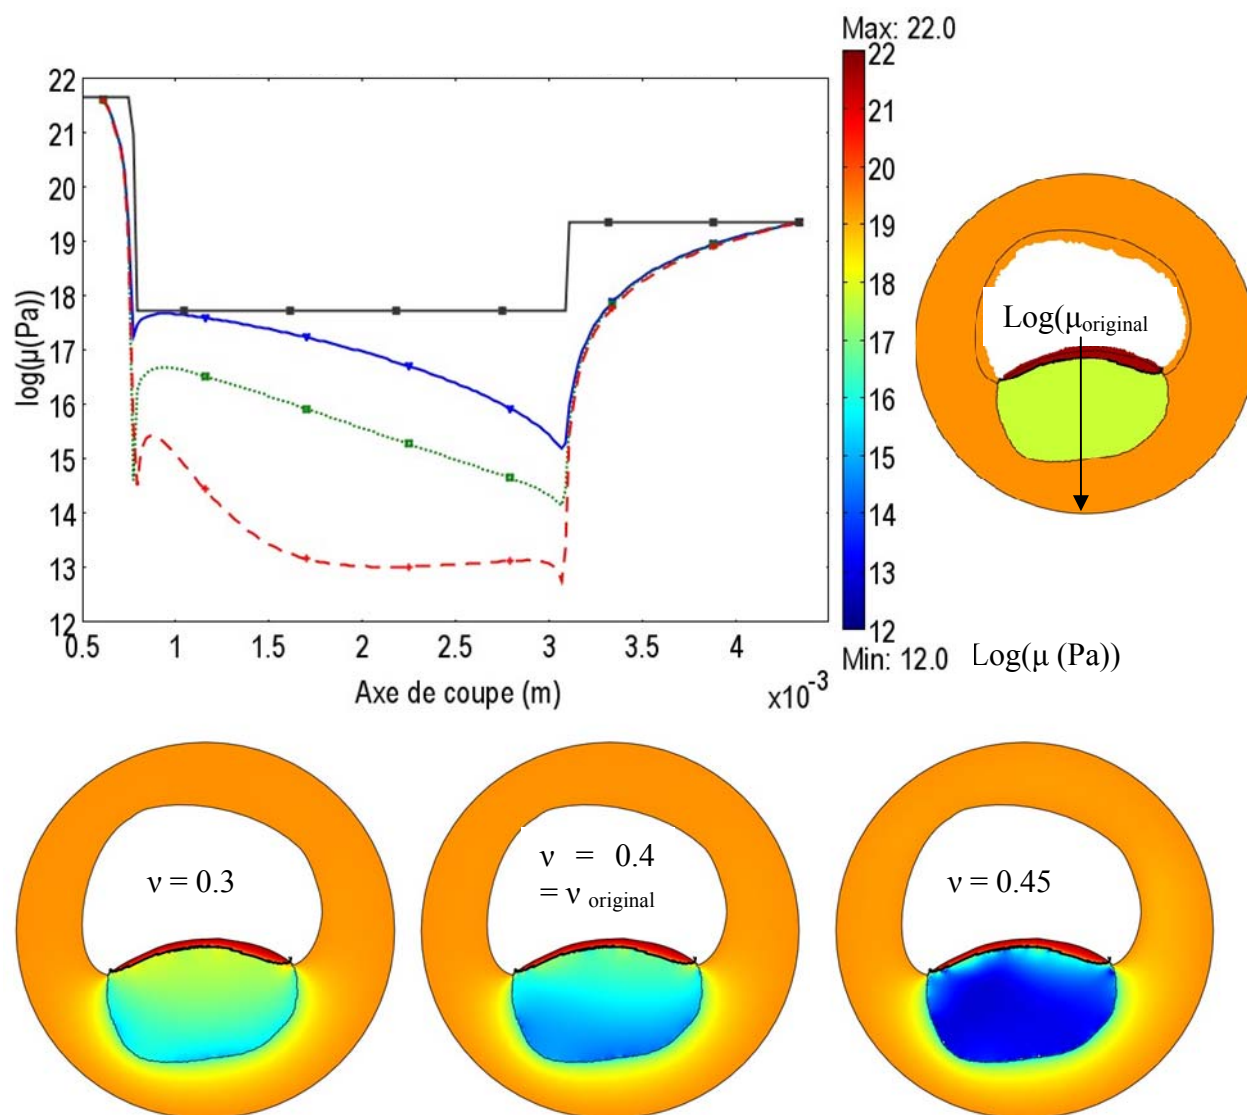 Max: 22.0
22
21
20
19
18
17
16
15
14
13
12
log(μ(Pa))
0.5
1
1.5
2
2.5
3
3.5
4
Axe de coupe (m)
x10⁻³
22
21
20
19
18
17
16
15
14
13
12
Min: 12.0
Log(μ (Pa))
Log(μoriginal
ν = 0.3
ν = 0.4
= ν original
ν = 0.45